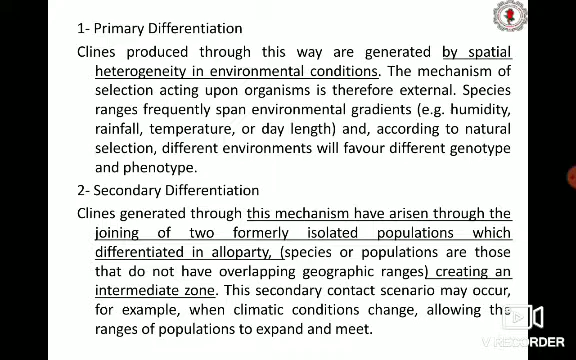 1- Primary Differentiation
Clines produced through this way are generated by spatial
heterogeneity in environmental conditions. The mechanism of
selection acting upon organisms is therefore external. Species
ranges frequently span environmental gradients (e.g. humidity,
rainfall, temperature, or day length) and, according to natural
selection, different environments will favour different genotype
and phenotype.
2- Secondary Differentiation
Clines generated through this mechanism have arisen through the
joining of two formerly isolated populations which
differentiated in alloparty, (species or populations are those
that do not have overlapping geographic ranges) creating an
intermediate zone. This secondary contact scenario may occur,
for example, when climatic conditions change, allowing the
ranges of populations to expand and meet.
V RECORDER